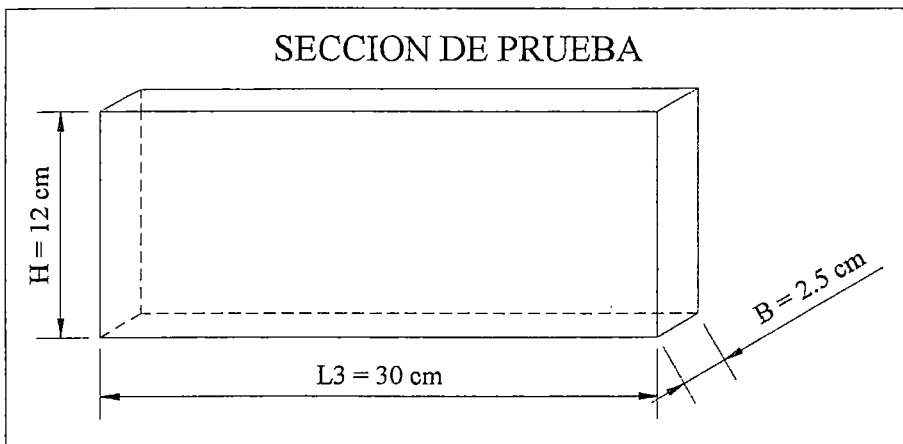 SECCION DE PRUEBA
H = 12 cm
B = 2.5 cm
L3 = 30 cm